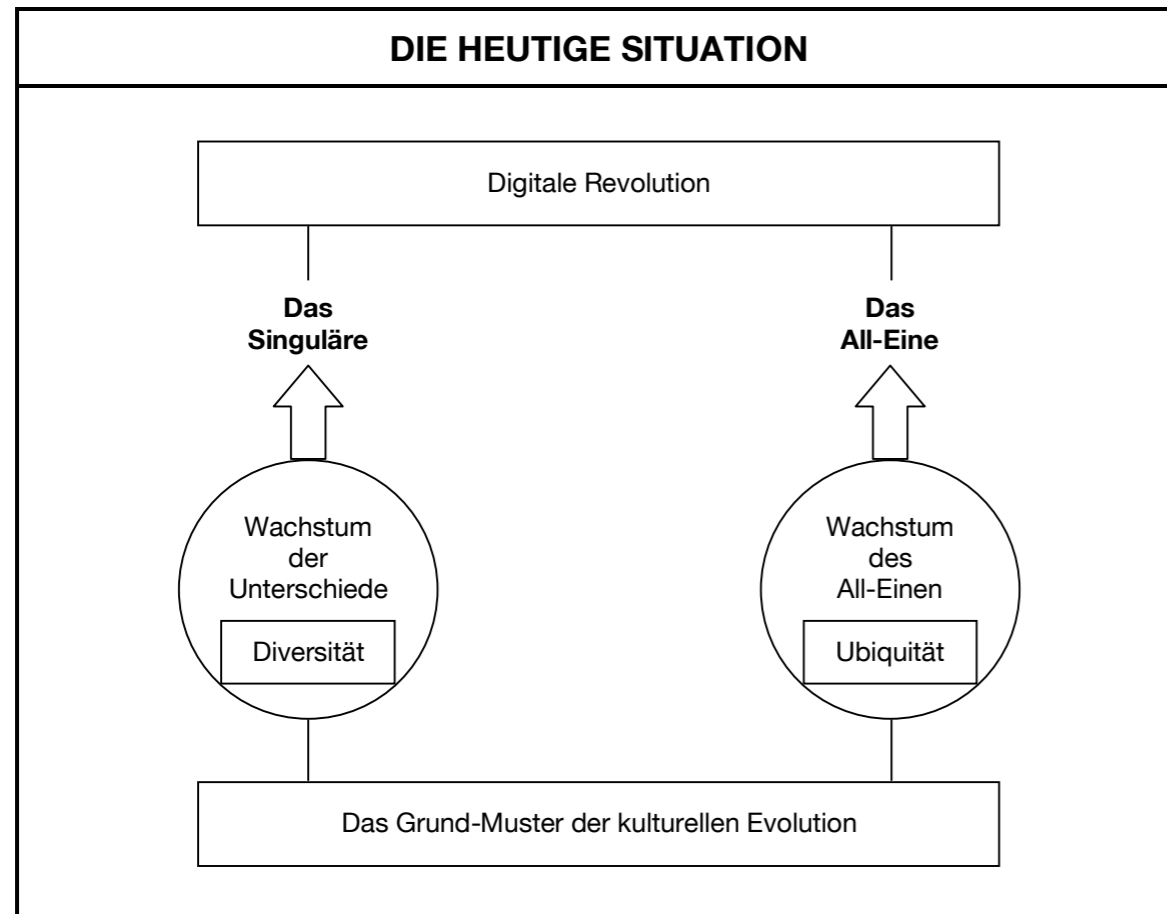 DIE HEUTIGE SITUATION
Digitale Revolution
Das
Singuläre
Das
All-Eine
Wachstum
der
Unterschiede
Diversität
Wachstum
des
All-Einen
Ubiquität
Das Grund-Muster der kulturellen Evolution